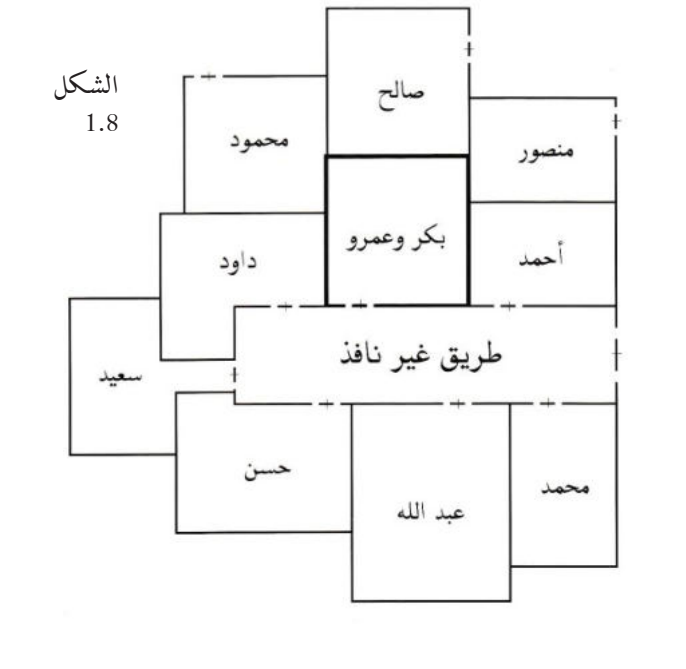 الشكل
1.8
صالح
محمود
منصور
بكر وعمرو
أحمد
داود
طريق غير نافذ
سعيد
حسن
عبد الله
محمد